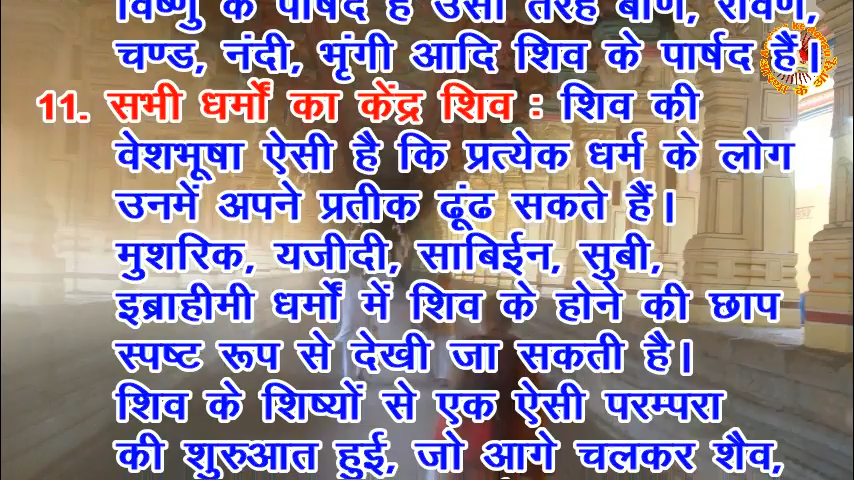 विष्णु के पार्षद हैं उसी तरह बाण, रावण,
चण्ड, नंदी, भृंगी आदि शिव के पार्षद हैं।
11. सभी धर्मों का केंद्र शिव : शिव की
वेशभूषा ऐसी है कि प्रत्येक धर्म के लोग
उनमें अपने प्रतीक ढूंढ सकते हैं।
मुशरिक, यजीदी, साबिईन, सुबी,
इब्राहीमी धर्मों में शिव के होने की छाप
स्पष्ट रूप से देखी जा सकती है।
शिव के शिष्यों से एक ऐसी परम्परा
की शुरुआत हुई, जो आगे चलकर शैव,